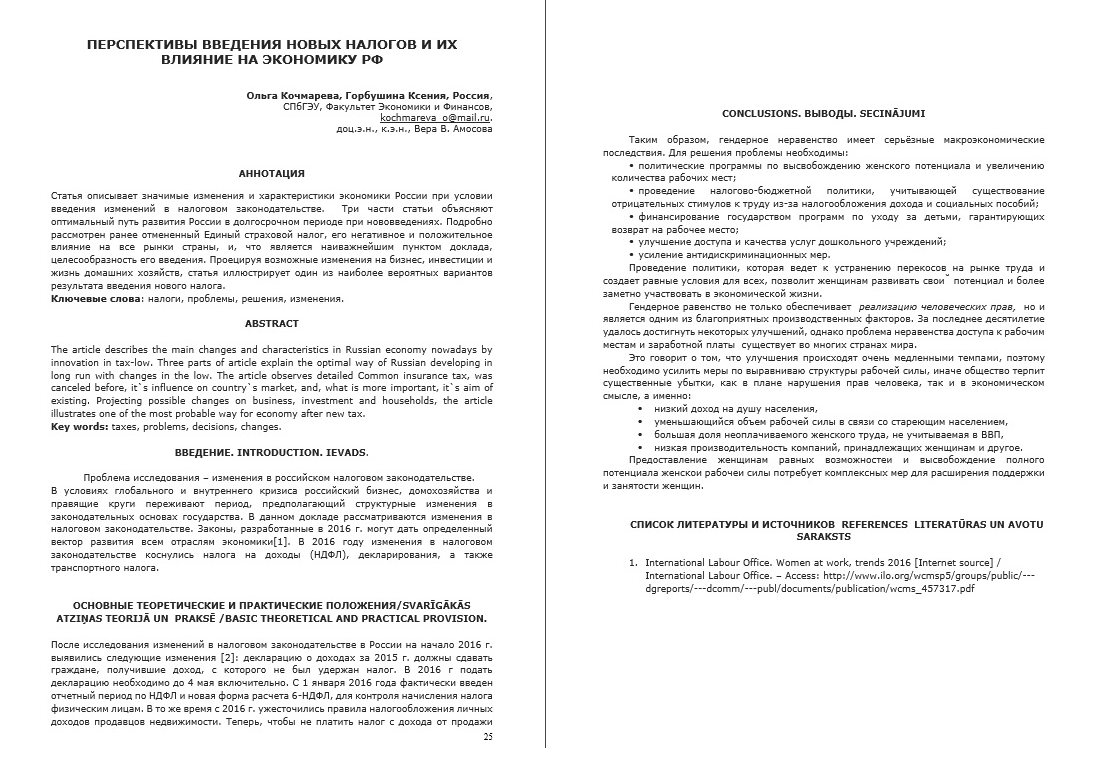 ПЕРСПЕКТИВЫ ВВЕДЕНИЯ НОВЫХ НАЛОГОВ И ИХ
ВЛИЯНИЕ НА ЭКОНОМИКУ РФ
Ольга Кочмарева, Горбушина Ксения, Россия,
СПбГЭУ, Факультет Экономики и Финансов,
kochmareva_o@mail.ru.
доц.э.н., к.э.н., Вера В. Амосова
АННОТАЦИЯ
Статья описывает значимые изменения и характеристики экономики России при условии
введения изменений в налоговом законодательстве. Три части статьи объясняют
оптимальный путь развития России в долгосрочном периоде при нововведениях. Подробно
рассмотрен ранее отмененный Единый страховой налог, его негативное и положительное
влияние на все рынки страны, и, что является наиважнейшим пунктом доклада,
целесообразность его введения. Проецируя возможные изменения на бизнес, инвестиции и
жизнь домашних хозяйств, статья иллюстрирует один из наиболее вероятных вариантов
результата введения нового налога.
Ключевые слова: налоги, проблемы, решения, изменения.
ABSTRACT
The article describes the main changes and characteristics in Russian economy nowadays by
innovation in tax-low. Three parts of article explain the optimal way of Russian developing in
long run with changes in the low. The article observes detailed Common insurance tax, was
canceled before, it`s influence on country`s market, and, what is more important, it`s aim of
existing. Projecting possible changes on business, investment and households, the article
illustrates one of the most probable way for economy after new tax.
Key words: taxes, problems, decisions, changes.
ВВЕДЕНИЕ. INTRODUCTION. IEVADS.
Проблема исследования – изменения в российском налоговом законодательстве.
В условиях глобального и внутреннего кризиса российский бизнес, домохозяйства и
правящие круги переживают период, предполагающий структурные изменения в
законодательных основах государства. В данном докладе рассматриваются изменения в
налоговом законодательстве. Законы, разработанные в 2016 г. могут дать определенный
вектор развития всем отраслям экономики[1]. В 2016 году изменения в налоговом
законодательстве коснулись налога на доходы (НДФЛ), декларирования, а также
транспортного налога.
ОСНОВНЫЕ ТЕОРЕТИЧЕСКИЕ И ПРАКТИЧЕСКИЕ ПОЛОЖЕНИЯ/SVARĪGĀKĀS
ATZIŅAS TEORIJĀ UN PRAKSĒ /BASIC THEORETICAL AND PRACTICAL PROVISION.
После исследования изменений в налоговом законодательстве в России на начало 2016 г.
выявились следующие изменения [2]: декларацию о доходах за 2015 г. должны сдавать
граждане, получившие доход, с которого не был удержан налог. В 2016 г подать
декларацию необходимо до 4 мая включительно. С 1 января 2016 года фактически введен
отчетный период по НДФЛ и новая форма расчета 6-НДФЛ, для контроля начисления налога
физическим лицам. В то же время с 2016 г. ужесточились правила налогообложения личных
доходов продавцов недвижимости. Теперь, чтобы не платить налог с дохода от продажи
25
CONCLUSIONS. ВЫВОДЫ. SECINĀJUMI
Таким образом, гендерное неравенство имеет серьёзные макроэкономические
последствия. Для решения проблемы необходимы:
• политические программы по высвобождению женского потенциала и увеличению
количества рабочих мест;
• проведение налогово-бюджетной политики, учитывающей существование
отрицательных стимулов к труду из-за налогообложения дохода и социальных пособий;
• финансирование государством программ по уходу за детьми, гарантирующих
возврат на рабочее место;
• улучшение доступа и качества услуг дошкольного учреждений;
• усиление антидискриминационных мер.
Проведение политики, которая ведет к устранению перекосов на рынке труда и
создает равные условия для всех, позволит женщинам развивать свой потенциал и более
заметно участвовать в экономической жизни.
Гендерное равенство не только обеспечивает реализацию человеческих прав, но и
является одним из благоприятных производственных факторов. За последнее десятилетие
удалось достигнуть некоторых улучшений, однако проблема неравенства доступа к рабочим
местам и заработной платы существует во многих странах мира.
Это говорит о том, что улучшения происходят очень медленными темпами, поэтому
необходимо усилить меры по выравниваю структуры рабочей силы, иначе общество терпит
существенные убытки, как в плане нарушения прав человека, так и в экономическом
смысле, а именно:
• низкий доход на душу населения,
• уменьшающийся объем рабочей силы в связи со стареющим населением,
• большая доля неоплачиваемого женского труда, не учитываемая в ВВП,
• низкая производительность компаний, принадлежащих женщинам и другое.
Предоставление женщинам равных возможностеи и высвобождение полного
потенциала женскои рабочеи силы потребует комплексных мер для расширения поддержки
и занятости женщин.
СПИСОК ЛИТЕРАТУРЫ И ИСТОЧНИКОВ REFERENCES LITERATŪRAS UN AVOTU
SARAKSTS
1. International Labour Office. Women at work, trends 2016 [Internet source] /
International Labour Office. – Access: http://www.ilo.org/wcmsp5/groups/public/---
dgreports/---dcomm/---publ/documents/publication/wcms_457317.pdf